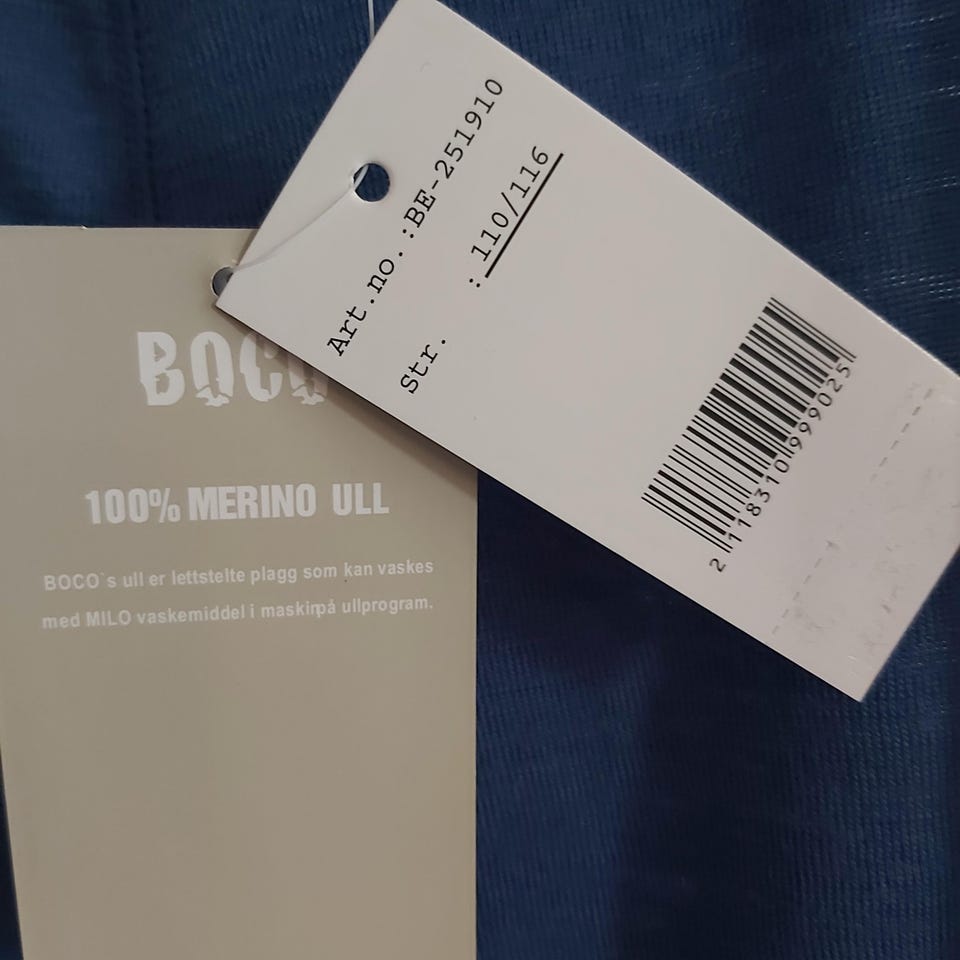 Art.no.:BE-251910
Str. : 110/116
2 118310 999025
BOCO
100% MERINO ULL
BOCO`s ull er lettstelte plagg som kan vaskes
med MILO vaskemiddel i maskinpå ullprogram.